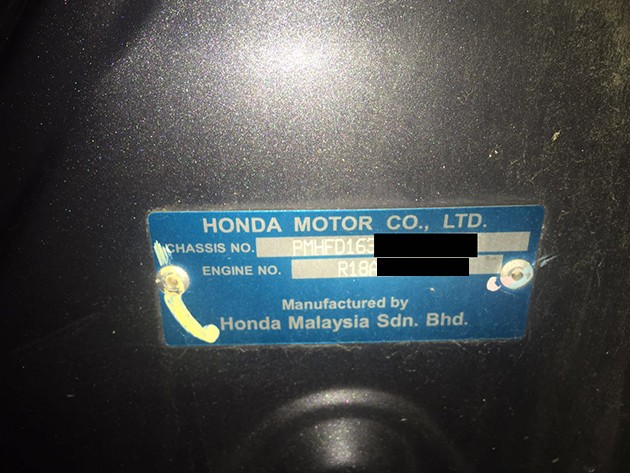 HONDA MOTOR CO., LTD.
CHASSIS NO. PMHFD163
ENGINE NO. R18
Manufactured by
Honda Malaysia Sdn. Bhd.